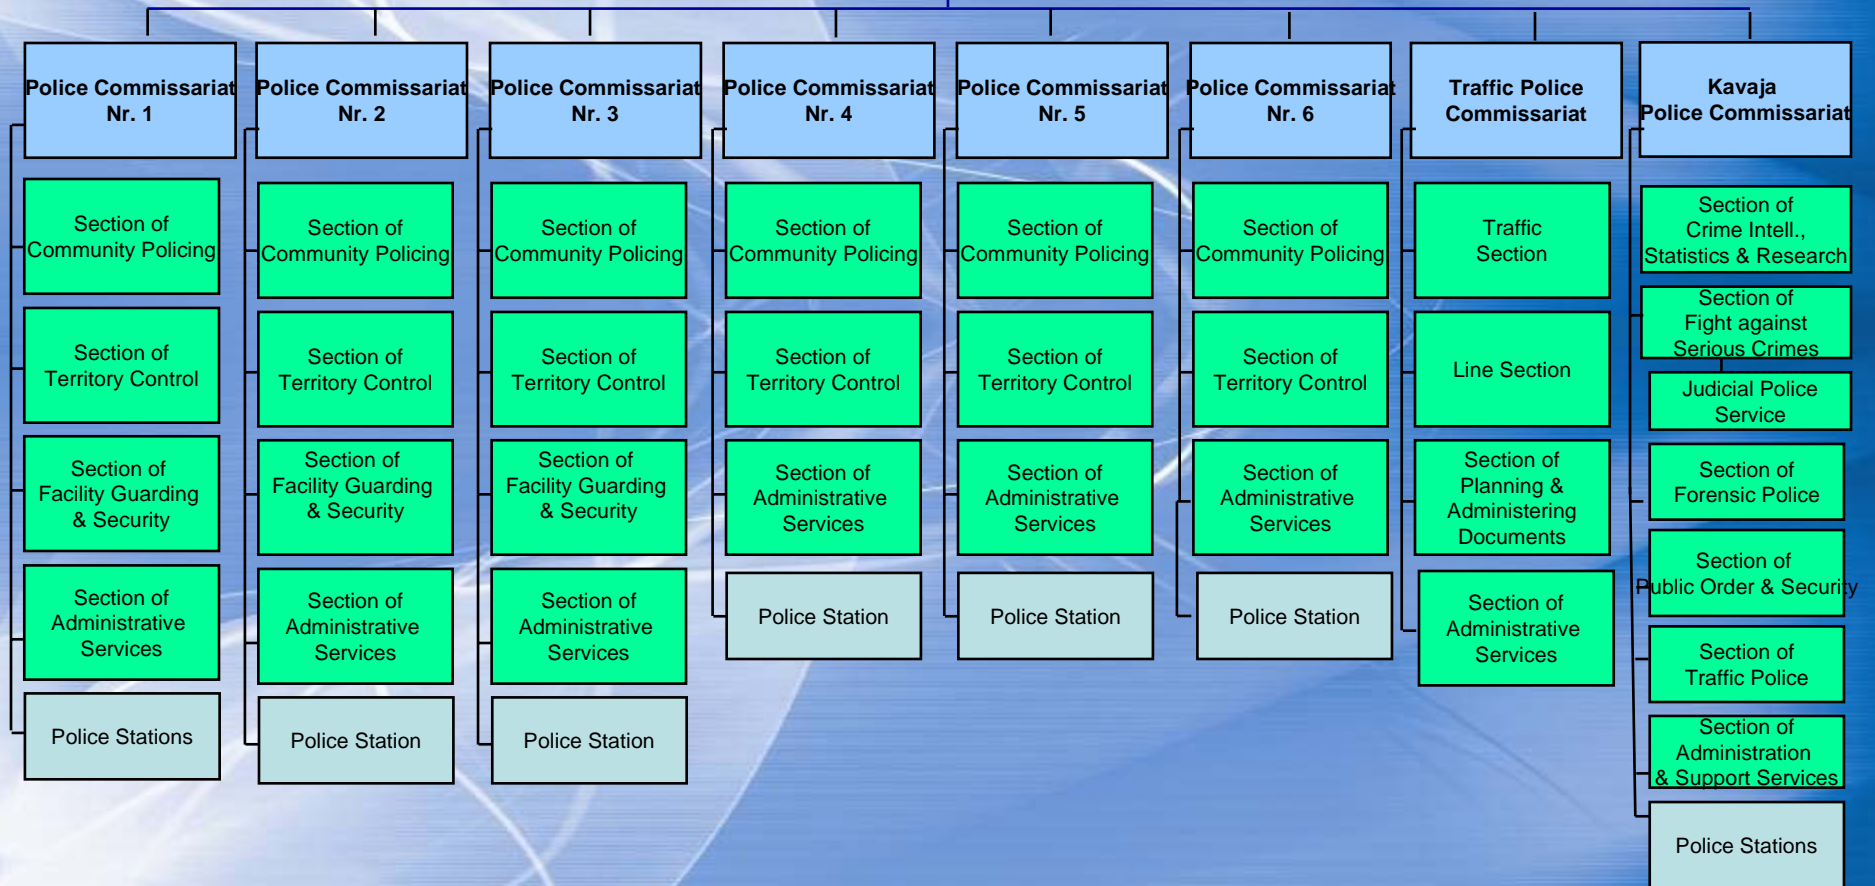 Police Commissariat
Nr. 1
Section of
Community Policing
Section of
Territory Control
Section of
Facility Guarding
& Security
Section of
Administrative
Services
Police Stations
Police Commissariat
Nr. 2
Section of
Community Policing
Section of
Territory Control
Section of
Facility Guarding
& Security
Section of
Administrative
Services
Police Station
Police Commissariat
Nr. 3
Section of
Community Policing
Section of
Territory Control
Section of
Facility Guarding
& Security
Section of
Administrative
Services
Police Station
Police Commissariat
Nr. 4
Section of
Community Policing
Section of
Territory Control
Section of
Administrative
Services
Police Station
Police Commissariat
Nr. 5
Section of
Community Policing
Section of
Territory Control
Section of
Administrative
Services
Police Station
Police Commissariat
Nr. 6
Section of
Community Policing
Section of
Territory Control
Section of
Administrative
Services
Police Station
Traffic Police
Commissariat
Traffic
Section
Line Section
Section of
Planning &
Administering
Documents
Section of
Administrative
Services
Kavaja
Police Commissariat
Section of
Crime Intell.,
Statistics & Research
Section of
Fight against
Serious Crimes
Judicial Police
Service
Section of
Forensic Police
Section of
Public Order & Security
Section of
Traffic Police
Section of
Administration
& Support Services
Police Stations